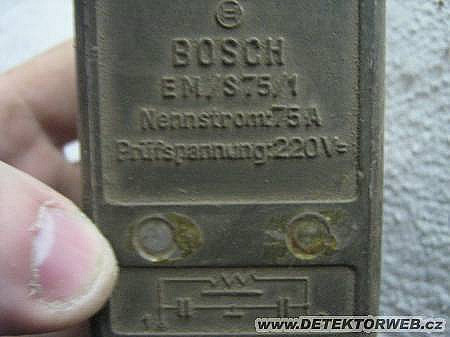 BOSCH
EM/S75/1
Nennstrom:75A
Prüfspannung:220V=
www.DETEKTORWEB.cz